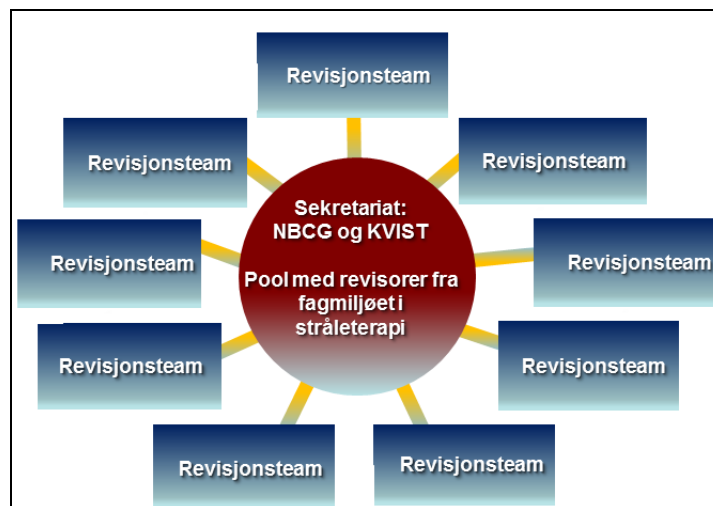 Revisjonsteam
Revisjonsteam
Revisjonsteam
Sekretariat:
NBCG og KVIST
Pool med revisorer fra
fagmiljøet i
stråleterapi
Revisjonsteam
Revisjonsteam
Revisjonsteam
Revisjonsteam
Revisjonsteam
Revisjonsteam